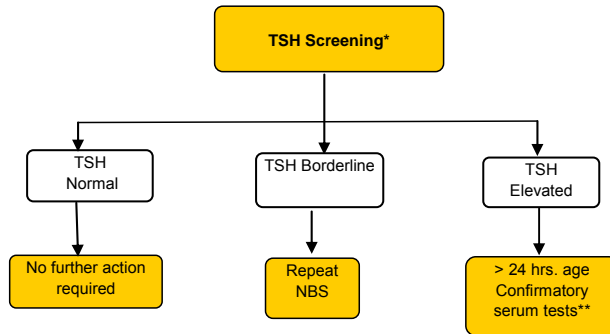 TSH Screening*
TSH
Normal
TSH Borderline
TSH
Elevated
No further action
required
Repeat
NBS
> 24 hrs. age
Confirmatory
serum tests**